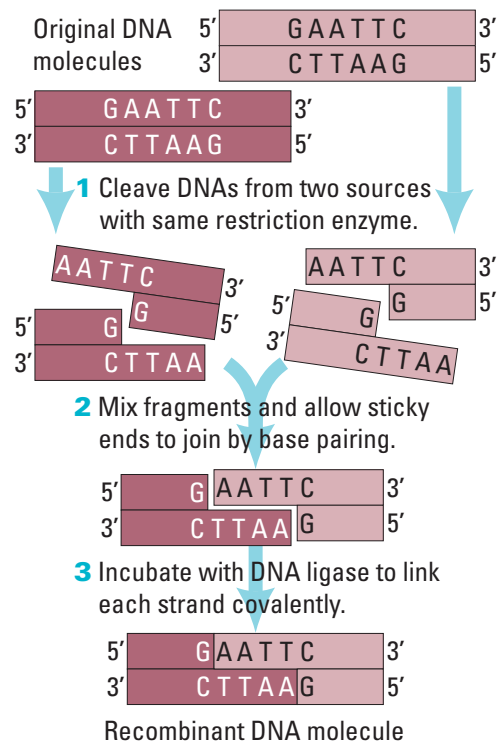 Original DNA
molecules
5′ GAATTC 3′
3′ CTTAAG 5′
5′ GAATTC 3′
3′ CTTAAG 5′
1 Cleave DNAs from two sources
with same restriction enzyme.
AATTC 3′
G 5′
5′ G
3′ CTTAA
AATTC 3′
G 5′
5′ G
3′ CTTAA
2 Mix fragments and allow sticky
ends to join by base pairing.
5′ G AATTC 3′
3′ CTTAA G 5′
3 Incubate with DNA ligase to link
each strand covalently.
5′ GAATTC 3′
3′ CTTAAG 5′
Recombinant DNA molecule